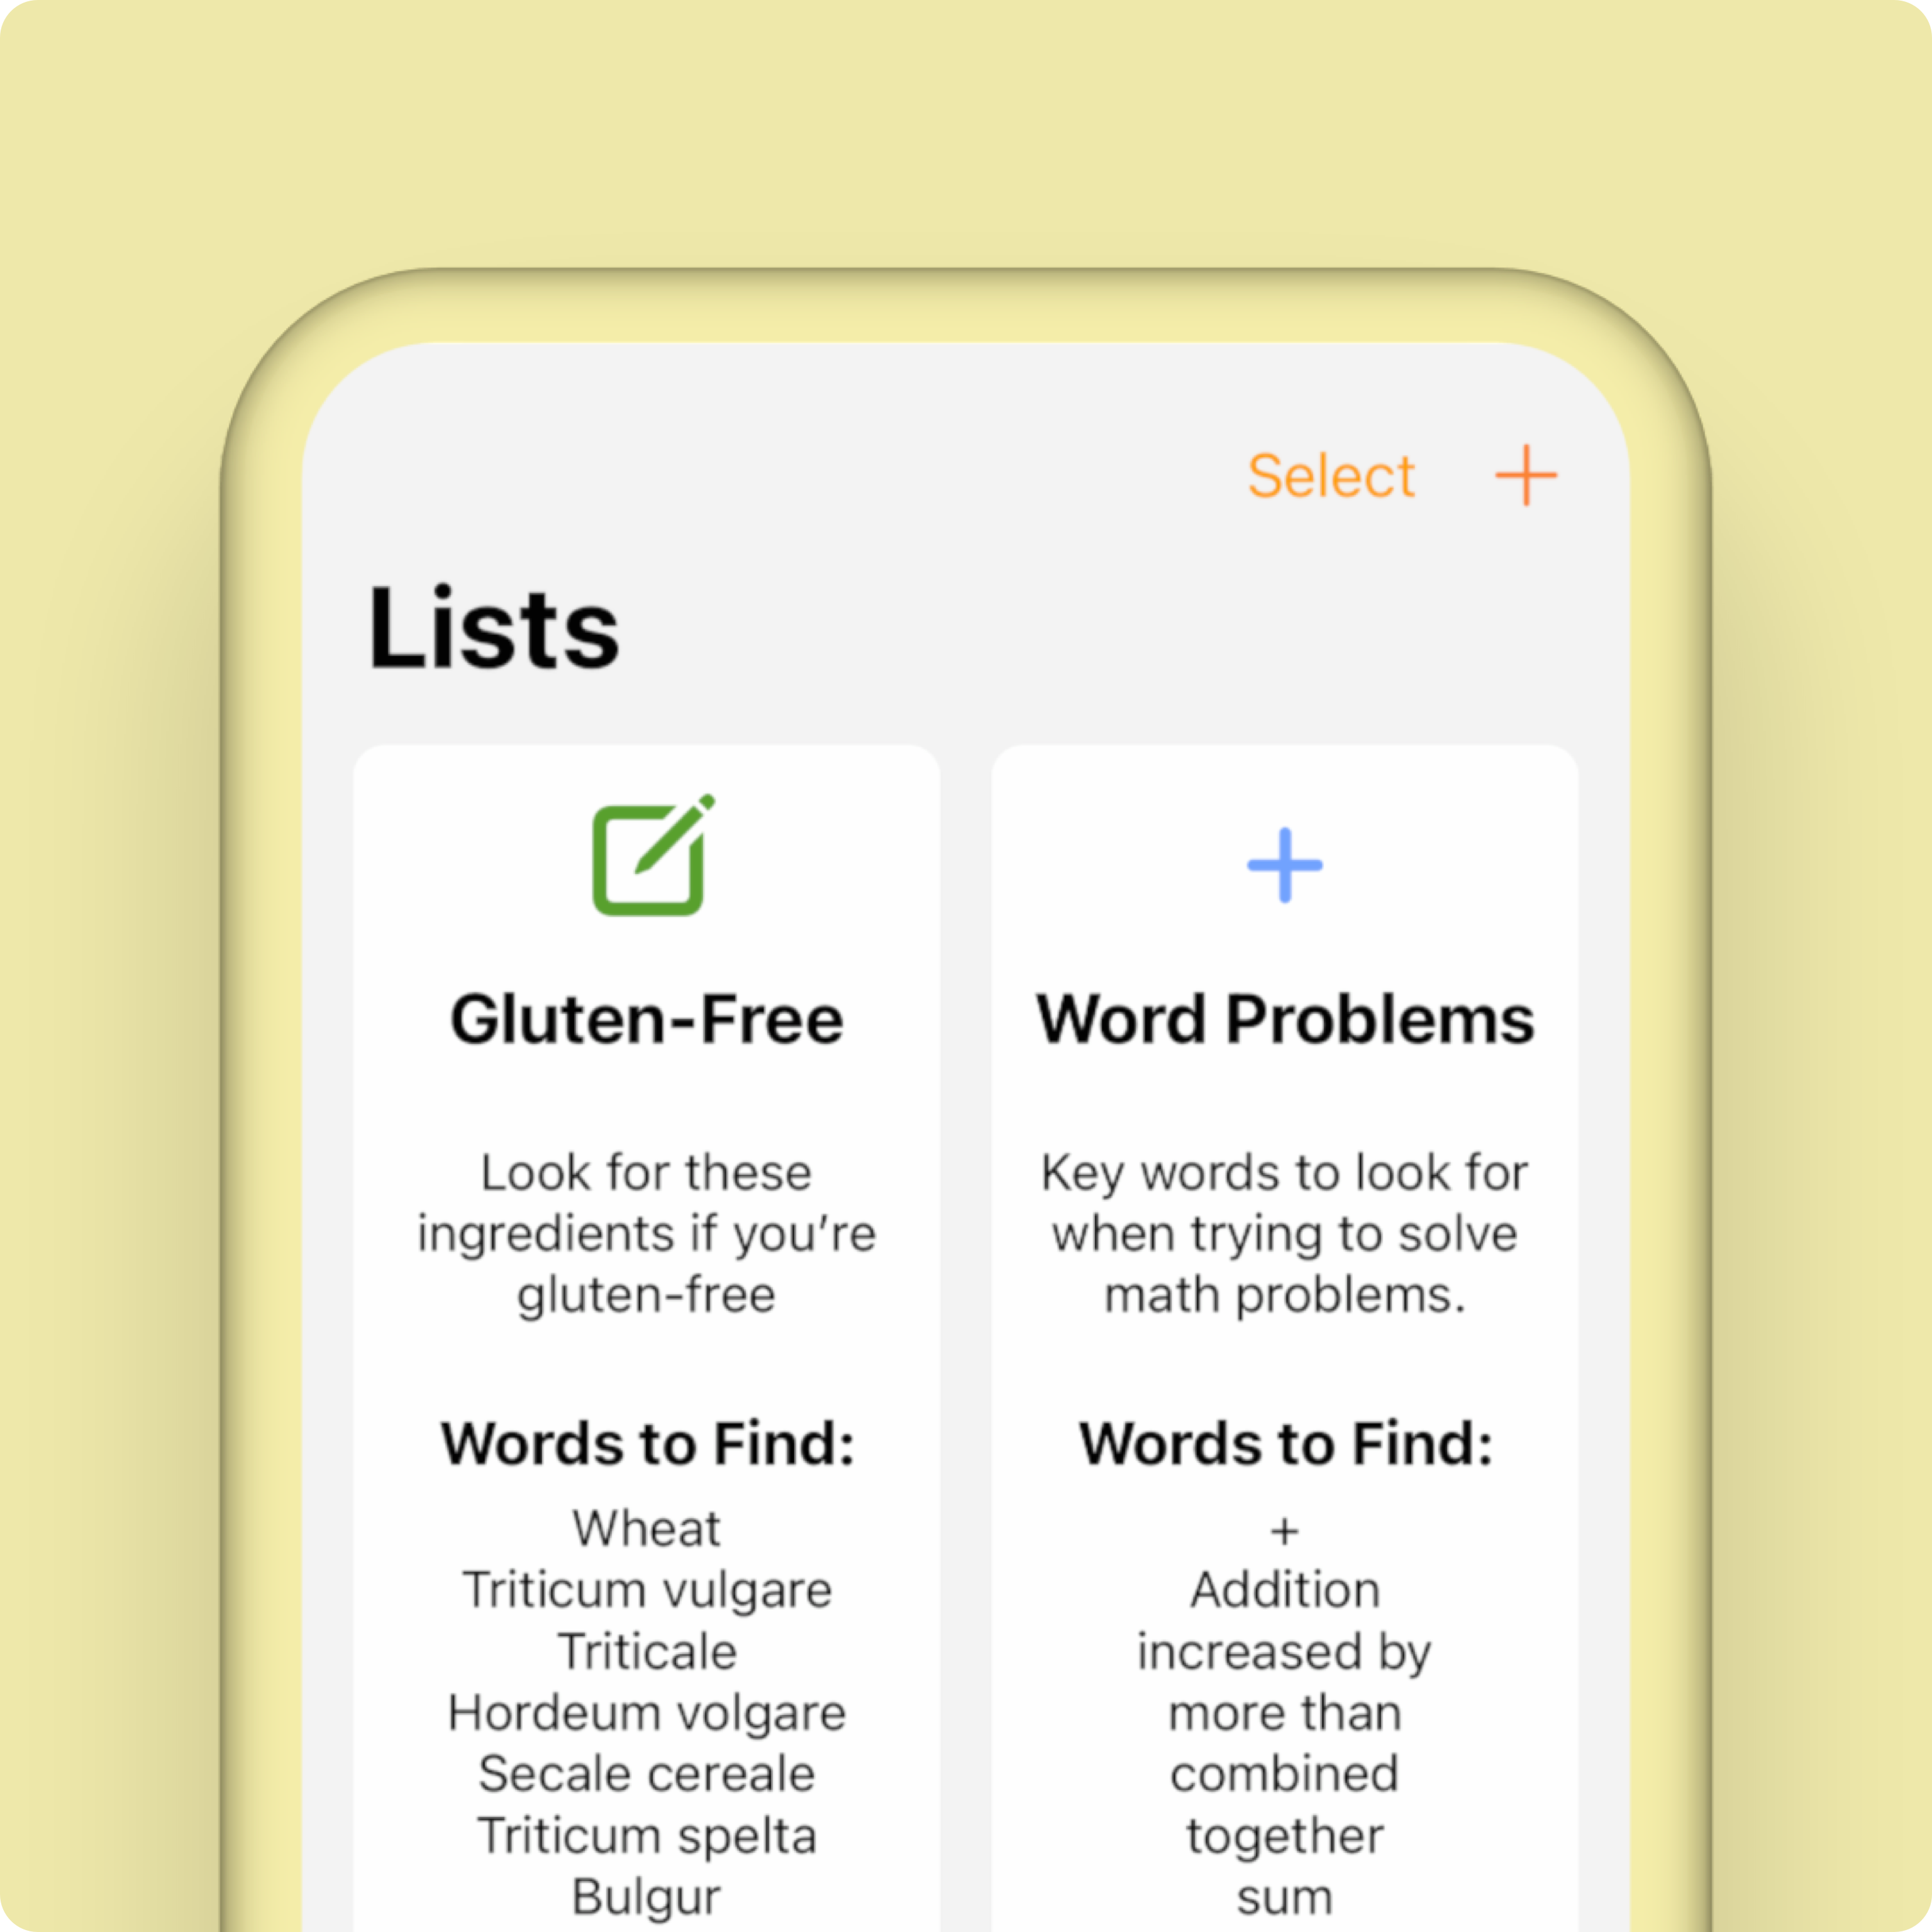 Select +
Lists
Gluten-Free
Look for these
ingredients if you’re
gluten-free
Words to Find:
Wheat
Triticum vulgare
Triticale
Hordeum volgare
Secale cereale
Triticum spelta
Bulgur
Word Problems
Key words to look for
when trying to solve
math problems.
Words to Find:
+
Addition
increased by
more than
combined
together
sum